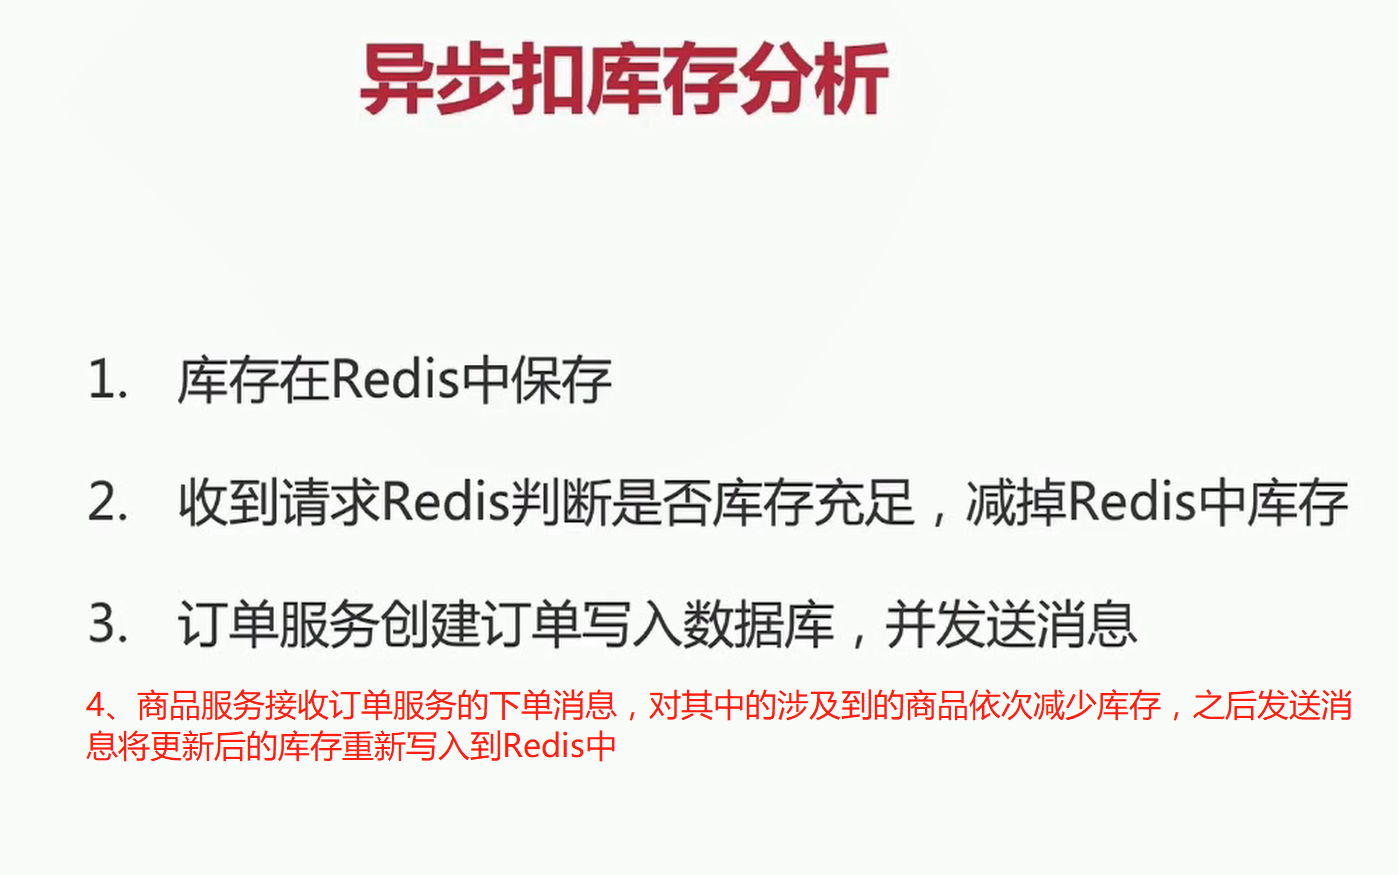 异步扣库存分析
1. 库存在Redis中保存
2. 收到请求Redis判断是否库存充足，减掉Redis中库存
3. 订单服务创建订单写入数据库，并发送消息
4、商品服务接收订单服务的下单消息，对其中的涉及到的商品依次减少库存，之后发送消
息将更新后的库存重新写入到Redis中